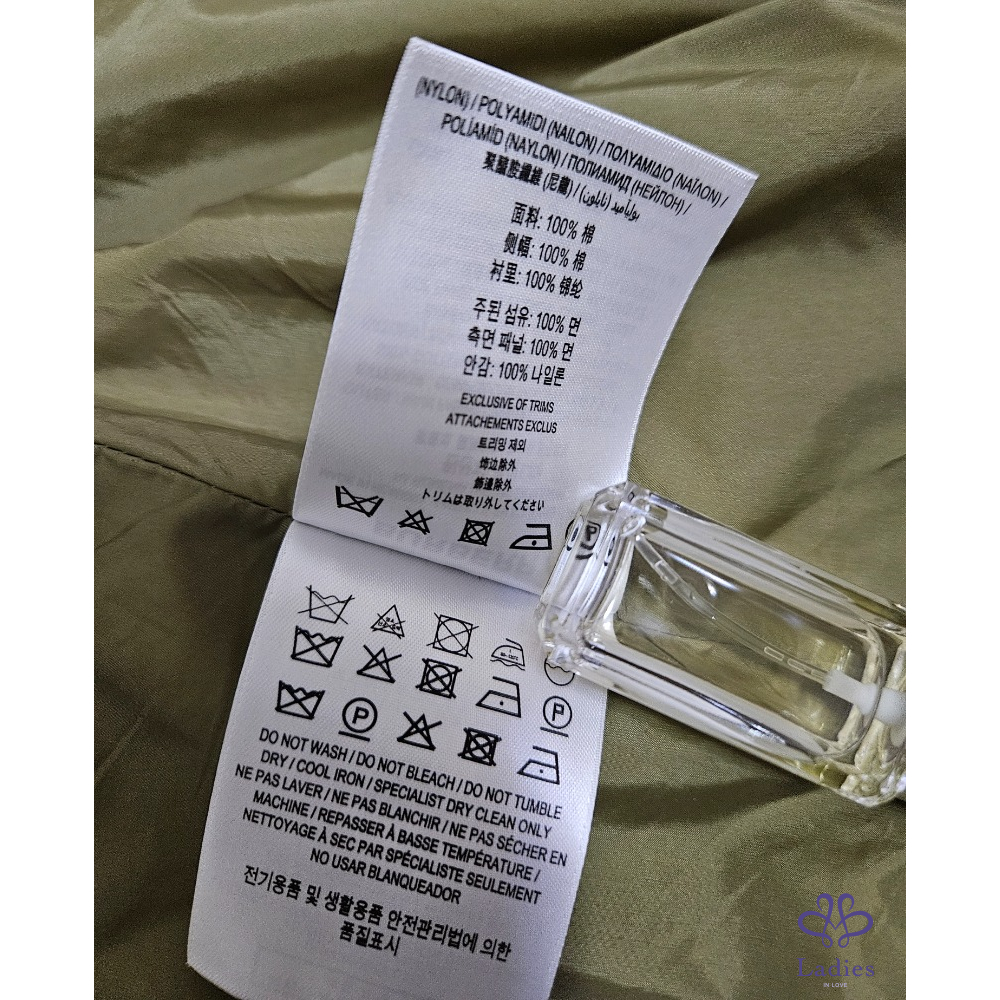 (NYLON) / POLYAMIDI (NAILON) / ΠΟΛΥΑΜΙΔΙΟ (ΝΑΪΛΟΝ) /
POLİAMİD (NAYLON) / ПОЛИАМИД (НЕЙЛОН) /
聚醯胺纖維 (尼龍) / بولياميد (نايلون)
面料: 100% 棉
侧幅: 100% 棉
衬里: 100% 锦纶
주된 섬유: 100% 면
측면 패널: 100% 면
안감: 100% 나일론
EXCLUSIVE OF TRIMS
ATTACHEMENTS EXCLUS
트리밍 제외
饰边除外
飾邊除外
トリムは取り外してください
P
P
P
DO NOT WASH / DO NOT BLEACH / DO NOT TUMBLE
DRY / COOL IRON / SPECIALIST DRY CLEAN ONLY
NE PAS LAVER / NE PAS BLANCHIR / NE PAS SÉCHER EN
MACHINE / REPASSER À BASSE TEMPÉRATURE /
NETTOYAGE À SEC PAR SPÉCIALISTE SEULEMENT
NO USAR BLANQUEADOR
전기용품 및 생활용품 안전관리법에 의한
품질표시
Ladies
IN LOVE